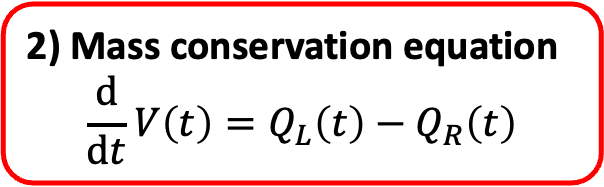 2) Mass conservation equation
d/dt V(t) = Q_L(t) − Q_R(t)